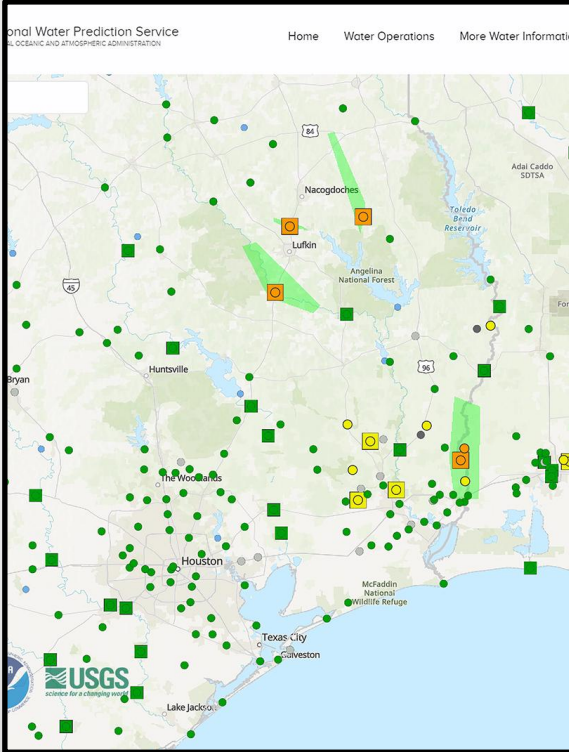 onal Water Prediction Service
AL OCEANIC AND ATMOSPHERIC ADMINISTRATION
Home Water Operations More Water Informatio
84
Adai Caddo
SDTSA
Nacogdoches
Toledo
Bend
Reservoir
Lufkin
Angelina
National Forest
45
For
96
Huntsville
Bryan
The Woodlands
Houston
McFaddin
National
Wildlife Refuge
Texas City
Galveston
A
USGS
science for a changing world
Lake Jackson